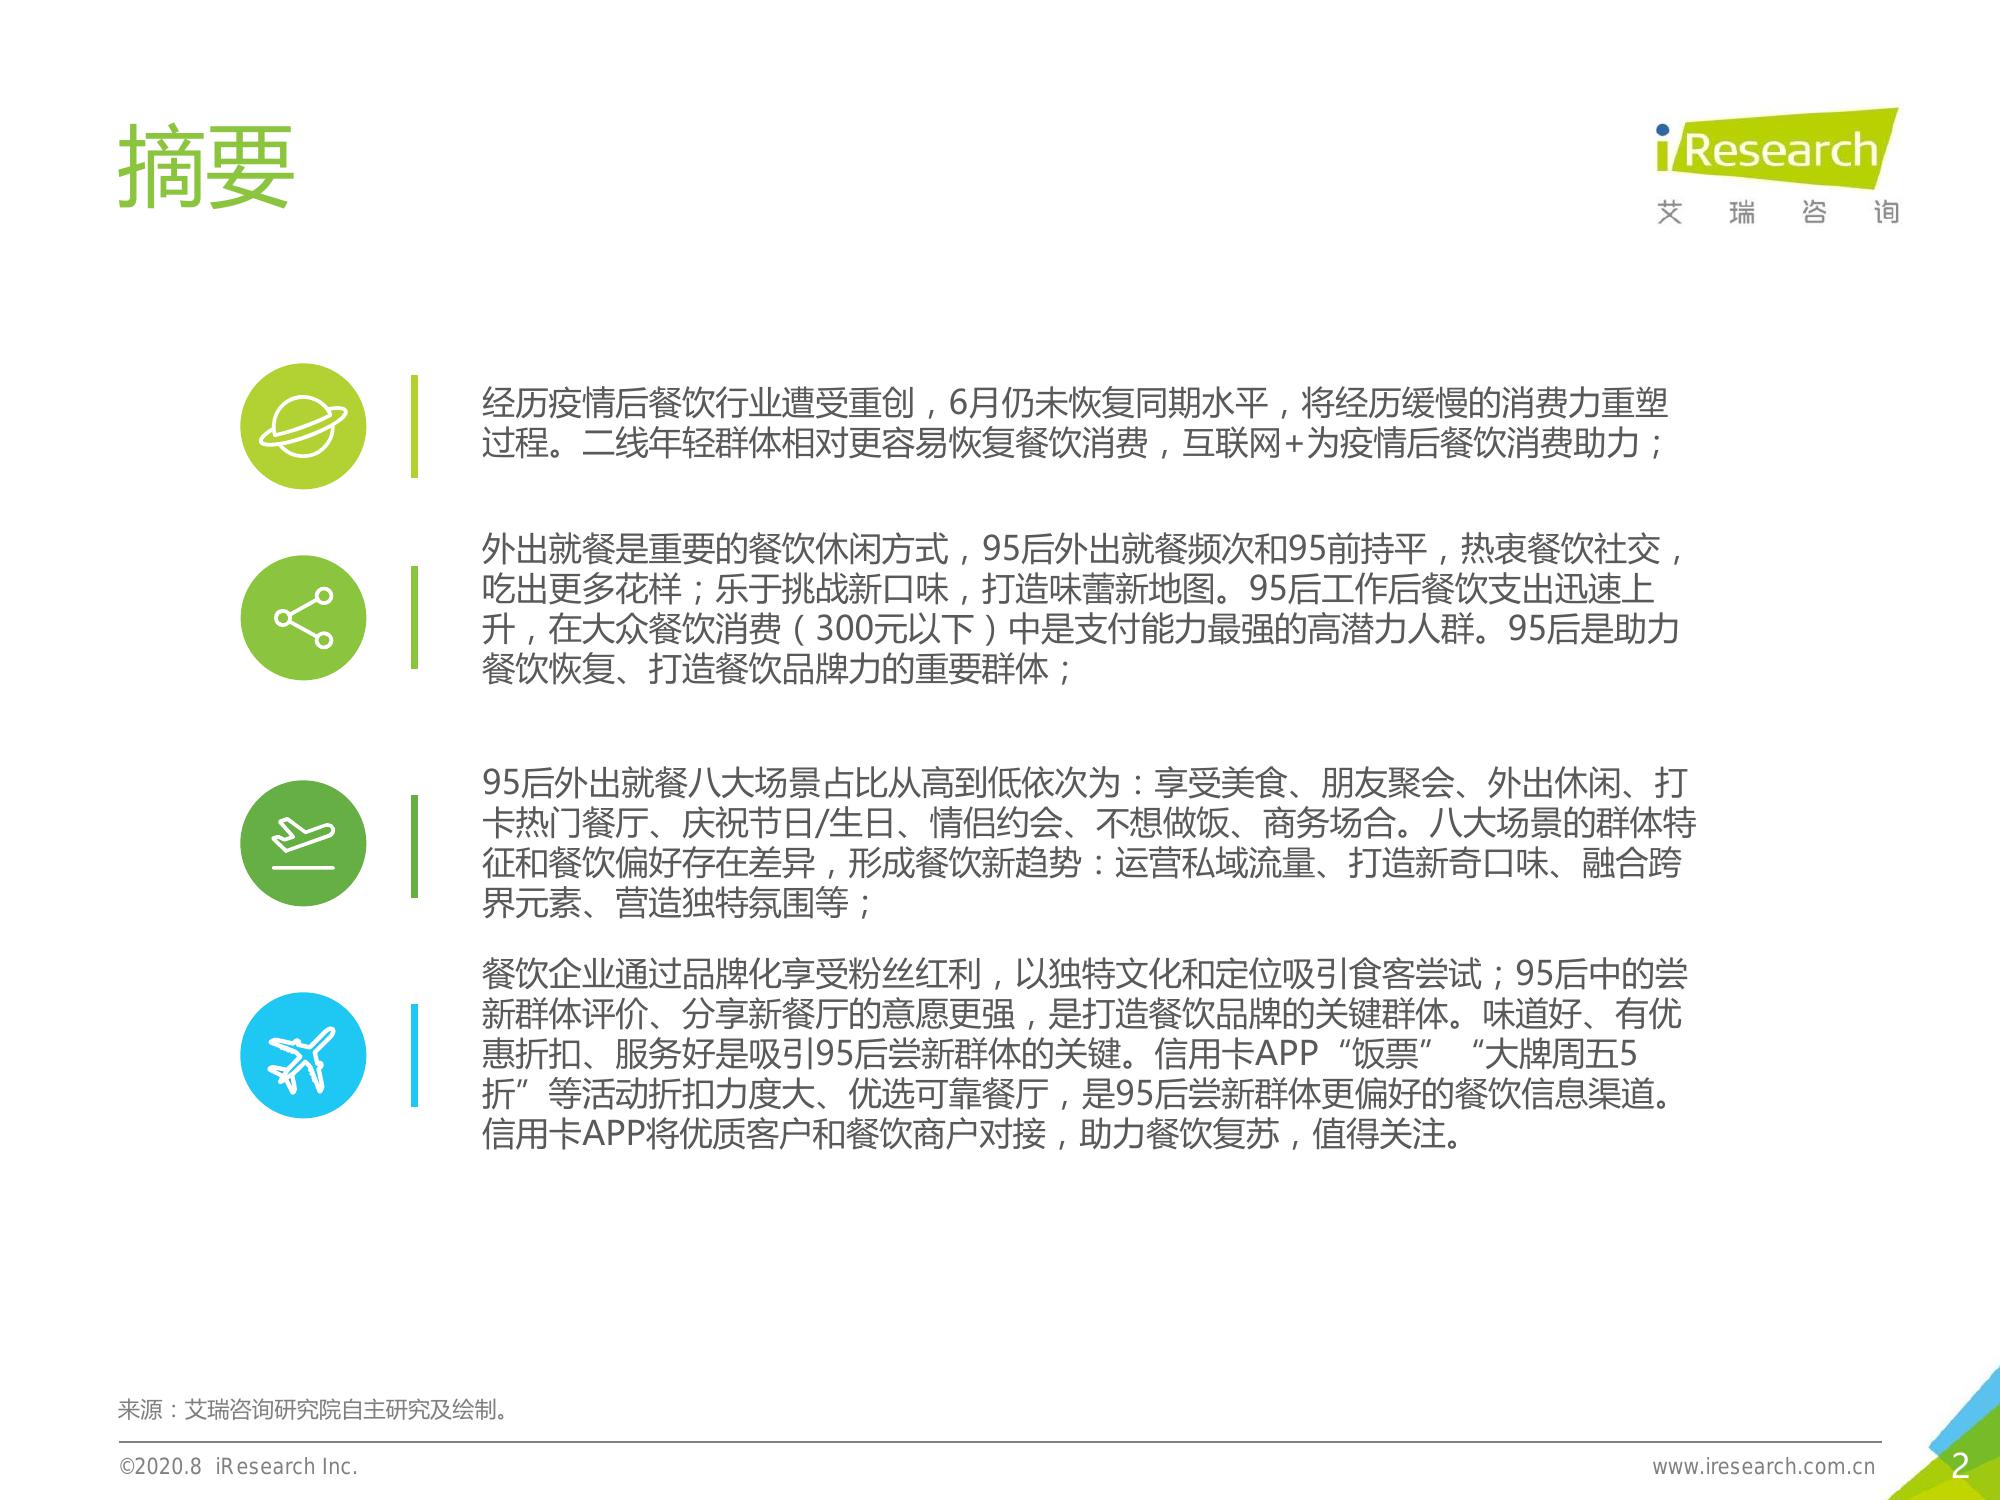 摘要
iResearch
艾瑞咨询
经历疫情后餐饮行业遭受重创，6月仍未恢复同期水平，将经历缓慢的消费力重塑
过程。二线年轻群体相对更容易恢复餐饮消费，互联网+为疫情后餐饮消费助力；
外出就餐是重要的餐饮休闲方式，95后外出就餐频次和95前持平，热衷餐饮社交，
吃出更多花样；乐于挑战新口味，打造味蕾新地图。95后工作后餐饮支出迅速上
升，在大众餐饮消费（300元以下）中是支付能力最强的高潜力人群。95后是助力
餐饮恢复、打造餐饮品牌力的重要群体；
95后外出就餐八大场景占比从高到低依次为：享受美食、朋友聚会、外出休闲、打
卡热门餐厅、庆祝节日/生日、情侣约会、不想做饭、商务场合。八大场景的群体特
征和餐饮偏好存在差异，形成餐饮新趋势：运营私域流量、打造新奇口味、融合跨
界元素、营造独特氛围等；
餐饮企业通过品牌化享受粉丝红利，以独特文化和定位吸引食客尝试；95后中的尝
新群体评价、分享新餐厅的意愿更强，是打造餐饮品牌的关键群体。味道好、有优
惠折扣、服务好是吸引95后尝新群体的关键。信用卡APP“饭票”“大牌周五5
折”等活动折扣力度大、优选可靠餐厅，是95后尝新群体更偏好的餐饮信息渠道。
信用卡APP将优质客户和餐饮商户对接，助力餐饮复苏，值得关注。
来源：艾瑞咨询研究院自主研究及绘制。
©2020.8 iResearch Inc.
www.iresearch.com.cn
2